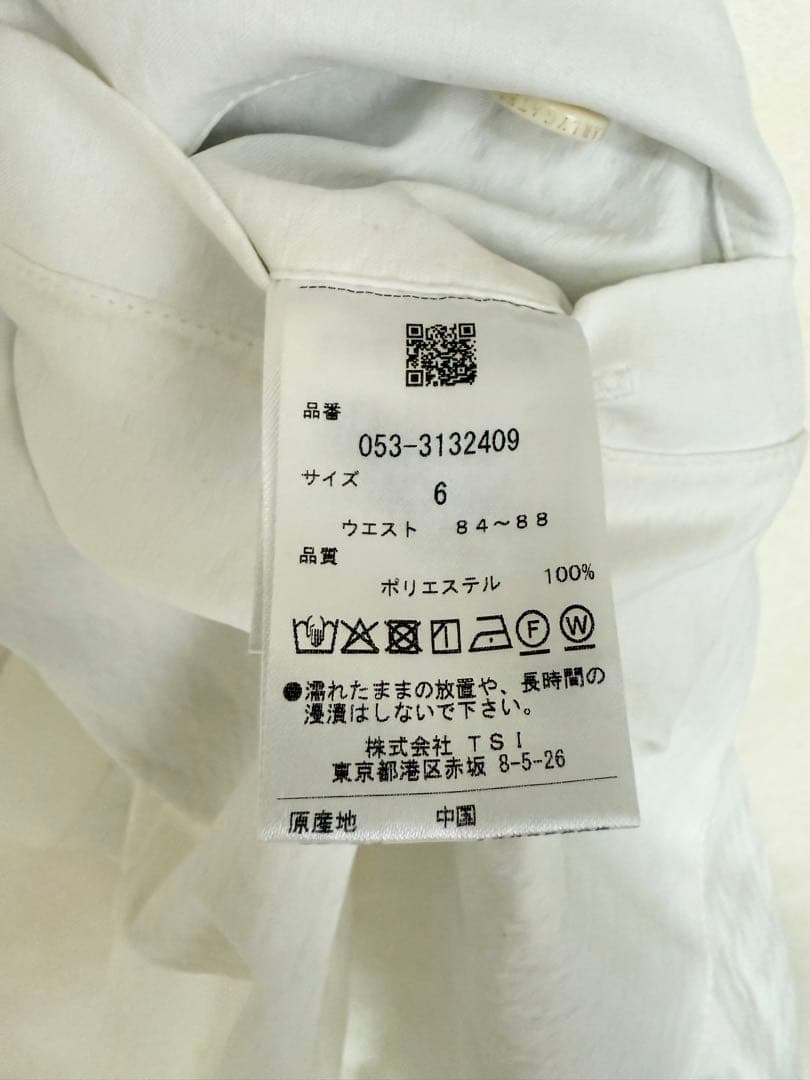 品番
053-3132409
サイズ
6
ウエスト 84～88
品質
ポリエステル 100%
F W
●濡れたままの放置や、長時間の
浸漬はしないで下さい。
株式会社 TSI
東京都港区赤坂 8-5-26
原産地 中国